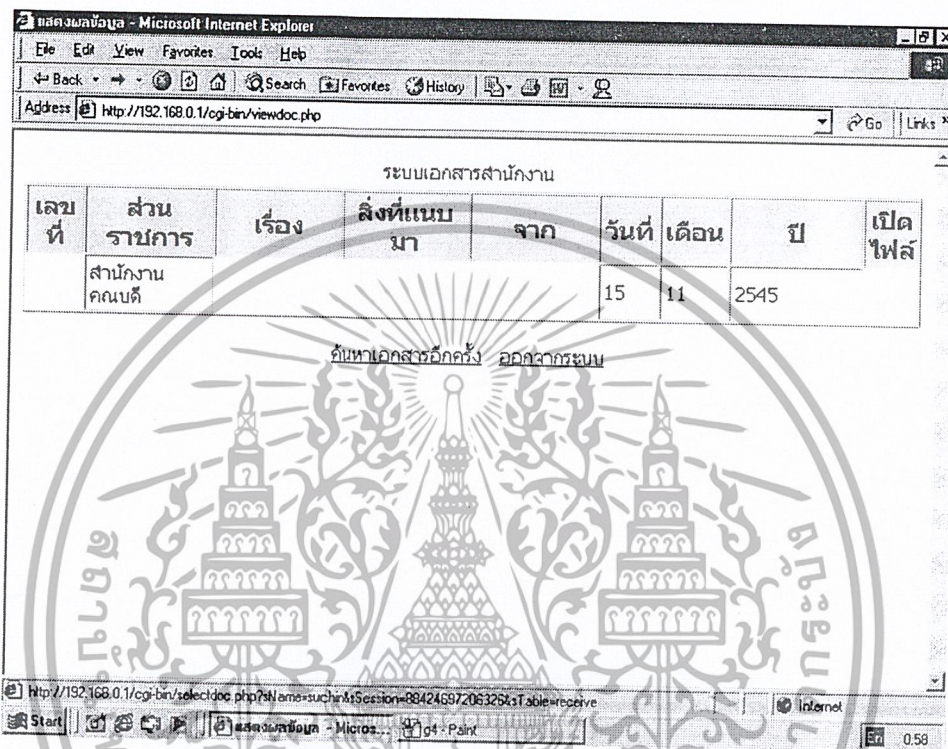 แสดงผลข้อมูล - Microsoft Internet Explorer
File Edit View Favorites Tools Help
Back Search Favorites History
Address http://192.168.0.1/cgi-bin/viewdoc.php Go Links
ระบบเอกสารสำนักงาน
เลขที่ ส่วนราชการ เรื่อง สิ่งที่แนบมา จาก วันที่ เดือน ปี เปิดไฟล์
สำนักงานคณบดี 15 11 2545
ค้นหาเอกสารอีกครั้ง ออกจากระบบ
http://192.168.0.1/cgi-bin/selectdoc.php?sName=suchin&sSession=88424697206326&sTable=receive Internet
Start แสดงผลข้อมูล - Micros... g4 - Paint En 0:58